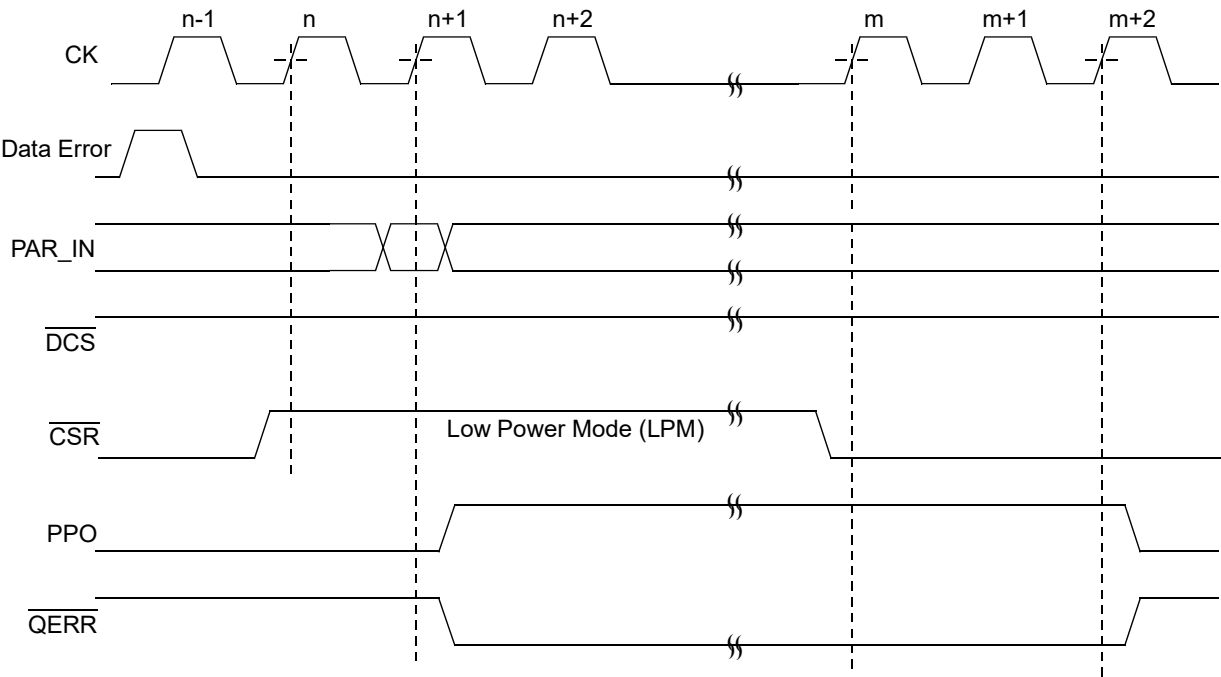 n-1 n n+1 n+2 m m+1 m+2
CK
Data Error
PAR_IN
DCS
CSR
Low Power Mode (LPM)
PPO
QERR